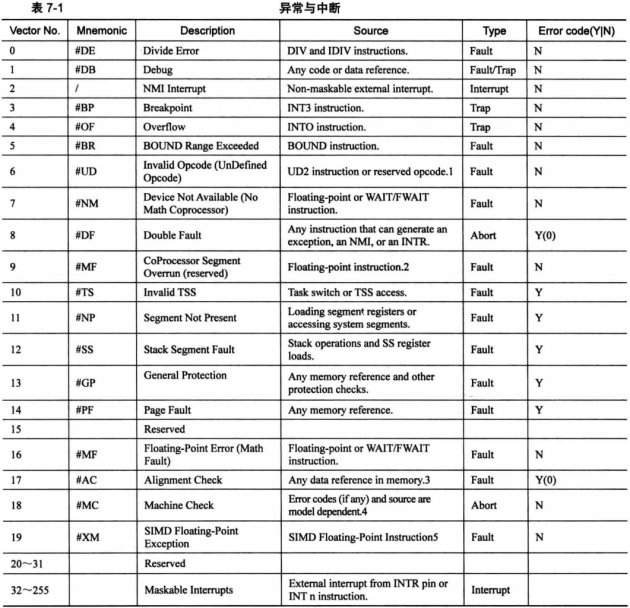 表 7-1 异常与中断
Vector No. Mnemonic Description Source Type Error code(Y|N)
0 #DE Divide Error DIV and IDIV instructions. Fault N
1 #DB Debug Any code or data reference. Fault/Trap N
2 / NMI Interrupt Non-maskable external interrupt. Interrupt N
3 #BP Breakpoint INT3 instruction. Trap N
4 #OF Overflow INTO instruction. Trap N
5 #BR BOUND Range Exceeded BOUND instruction. Fault N
6 #UD Invalid Opcode (UnDefined
Opcode) UD2 instruction or reserved opcode.1 Fault N
7 #NM Device Not Available (No
Math Coprocessor) Floating-point or WAIT/FWAIT
instruction. Fault N
8 #DF Double Fault Any instruction that can generate an
exception, an NMI, or an INTR. Abort Y(0)
9 #MF CoProcessor Segment
Overrun (reserved) Floating-point instruction.2 Fault N
10 #TS Invalid TSS Task switch or TSS access. Fault Y
11 #NP Segment Not Present Loading segment registers or
accessing system segments. Fault Y
12 #SS Stack Segment Fault Stack operations and SS register
loads. Fault Y
13 #GP General Protection Any memory reference and other
protection checks. Fault Y
14 #PF Page Fault Any memory reference. Fault Y
15 Reserved
16 #MF Floating-Point Error (Math
Fault) Floating-point or WAIT/FWAIT
instruction. Fault N
17 #AC Alignment Check Any data reference in memory.3 Fault Y(0)
18 #MC Machine Check Error codes (if any) and source are
model dependent.4 Abort N
19 #XM SIMD Floating-Point
Exception SIMD Floating-Point Instruction5 Fault N
20～31 Reserved
32～255 Maskable Interrupts External interrupt from INTR pin or
INT n instruction. Interrupt